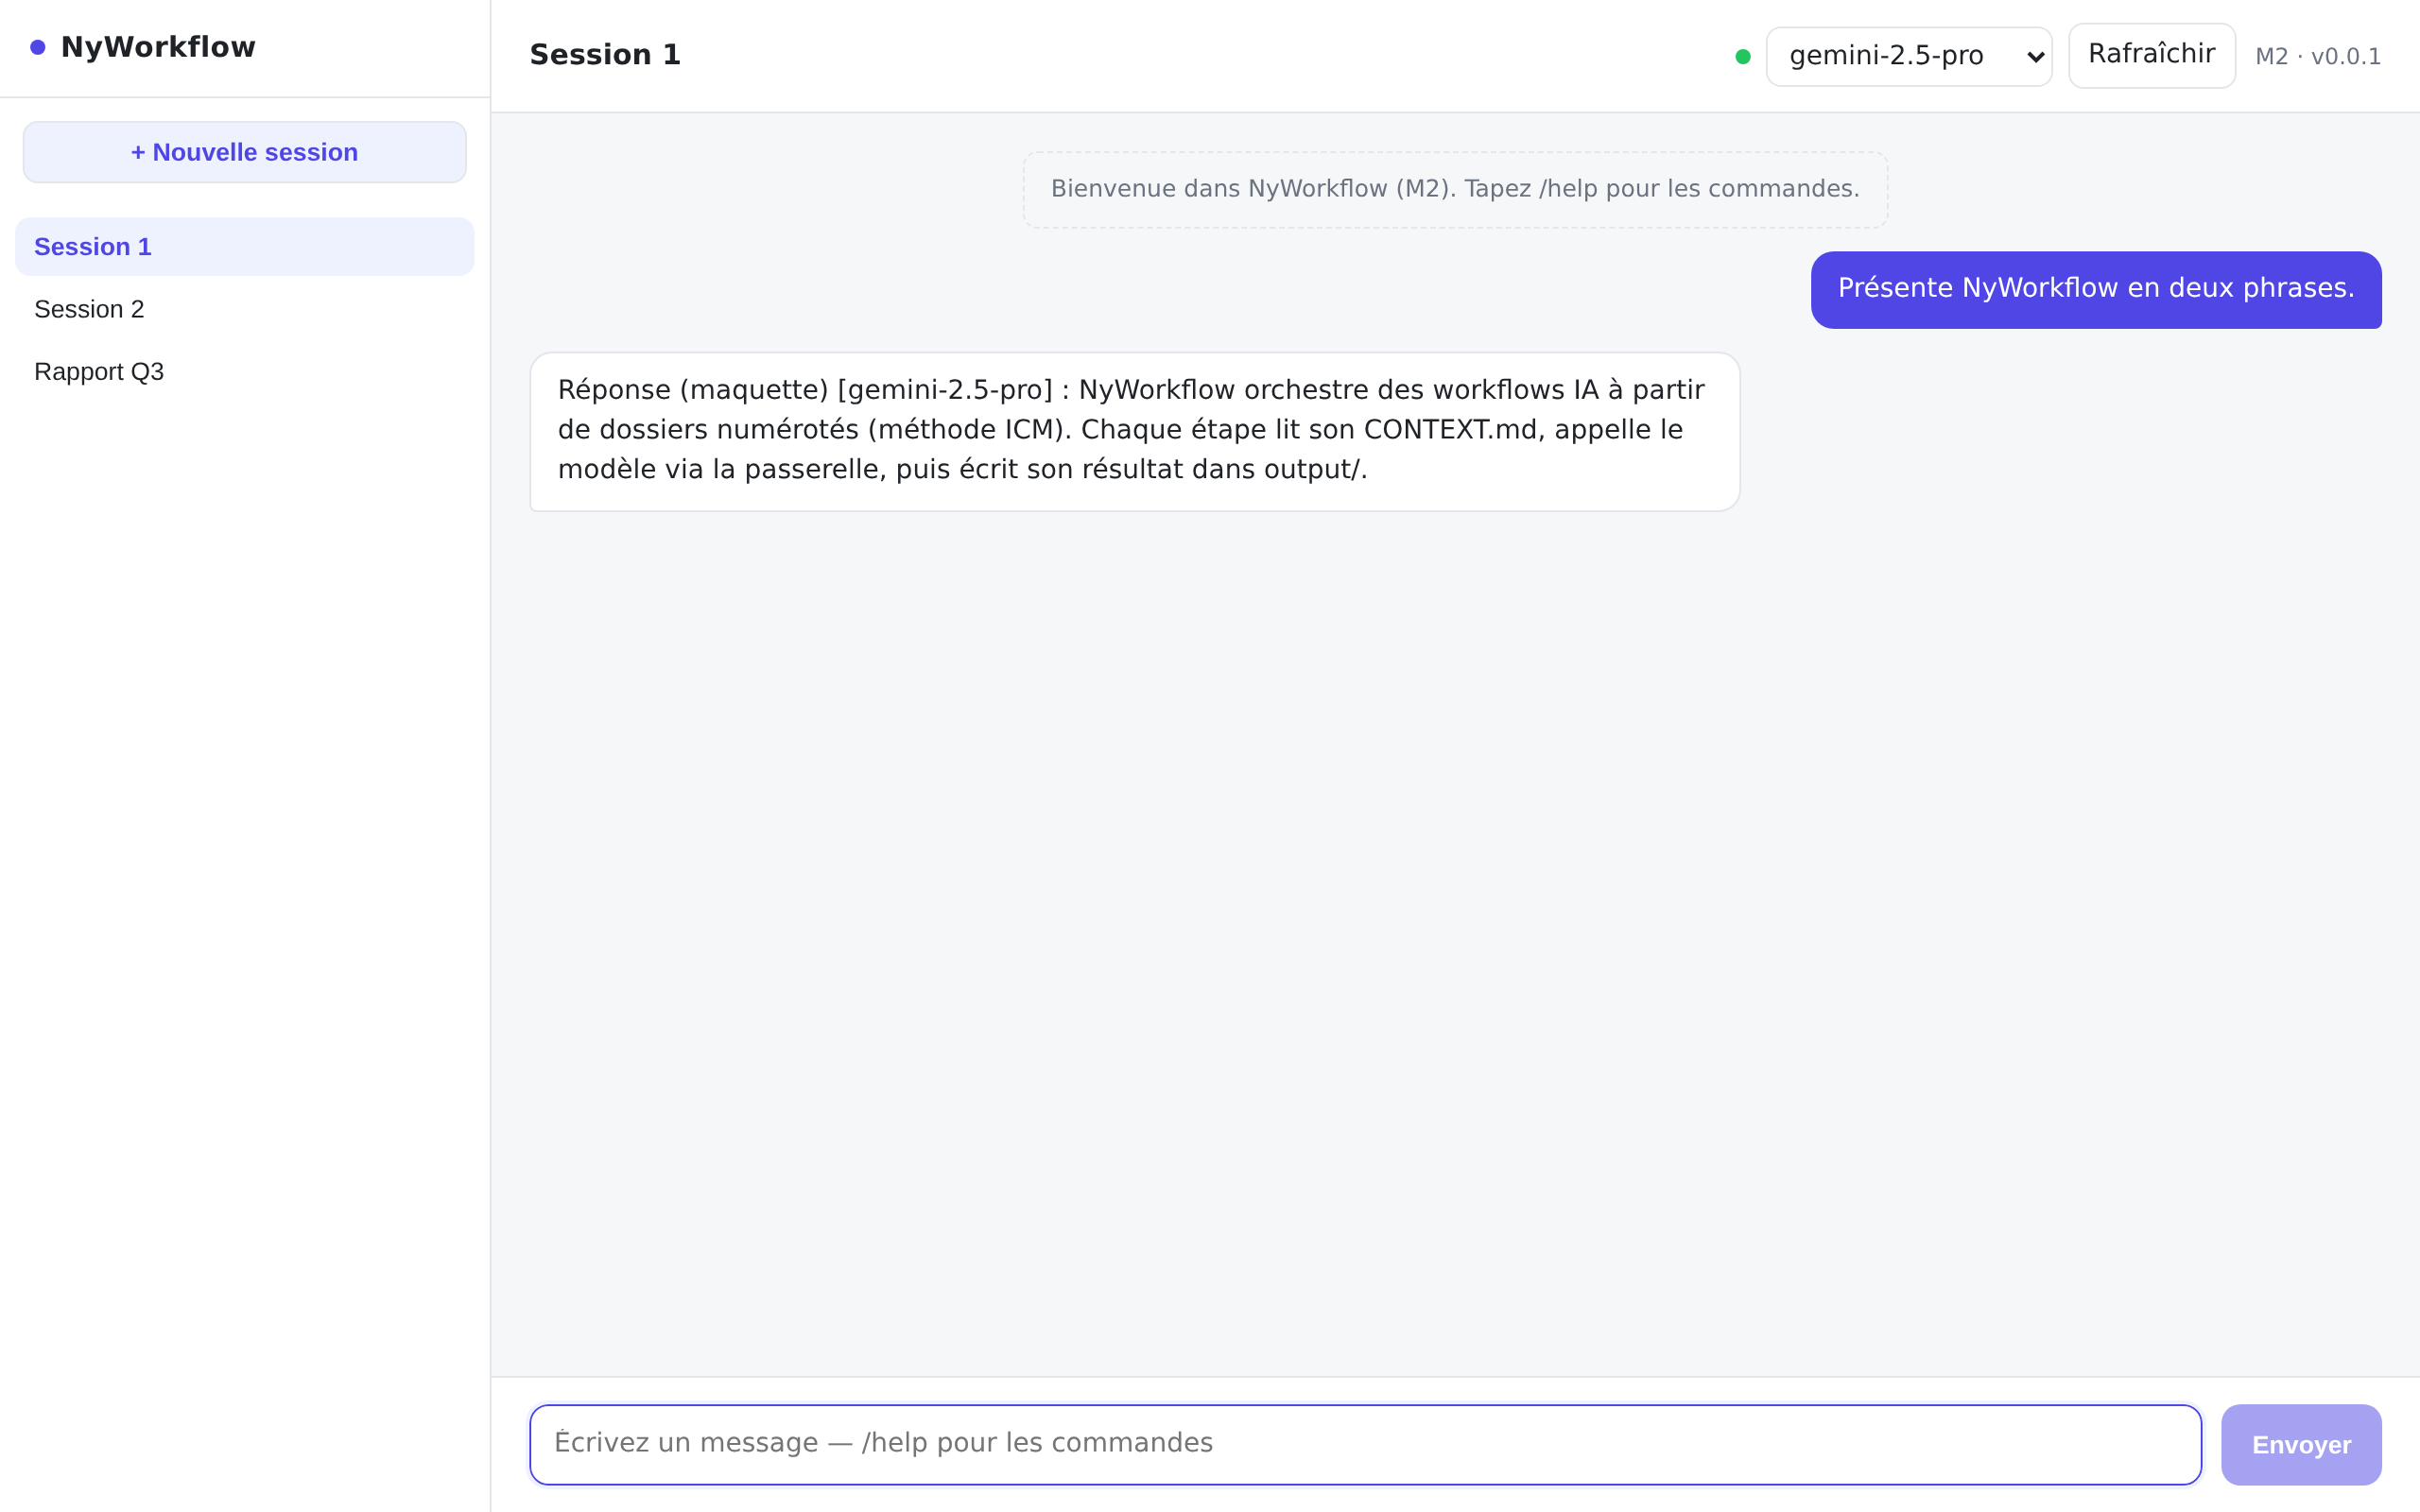 NyWorkflow
+ Nouvelle session
Session 1
Session 2
Rapport Q3
Session 1
gemini-2.5-pro
Rafraîchir
M2 · v0.0.1
Bienvenue dans NyWorkflow (M2). Tapez /help pour les commandes.
Présente NyWorkflow en deux phrases.
Réponse (maquette) [gemini-2.5-pro] : NyWorkflow orchestre des workflows IA à partir
de dossiers numérotés (méthode ICM). Chaque étape lit son CONTEXT.md, appelle le
modèle via la passerelle, puis écrit son résultat dans output/.
Écrivez un message — /help pour les commandes
Envoyer